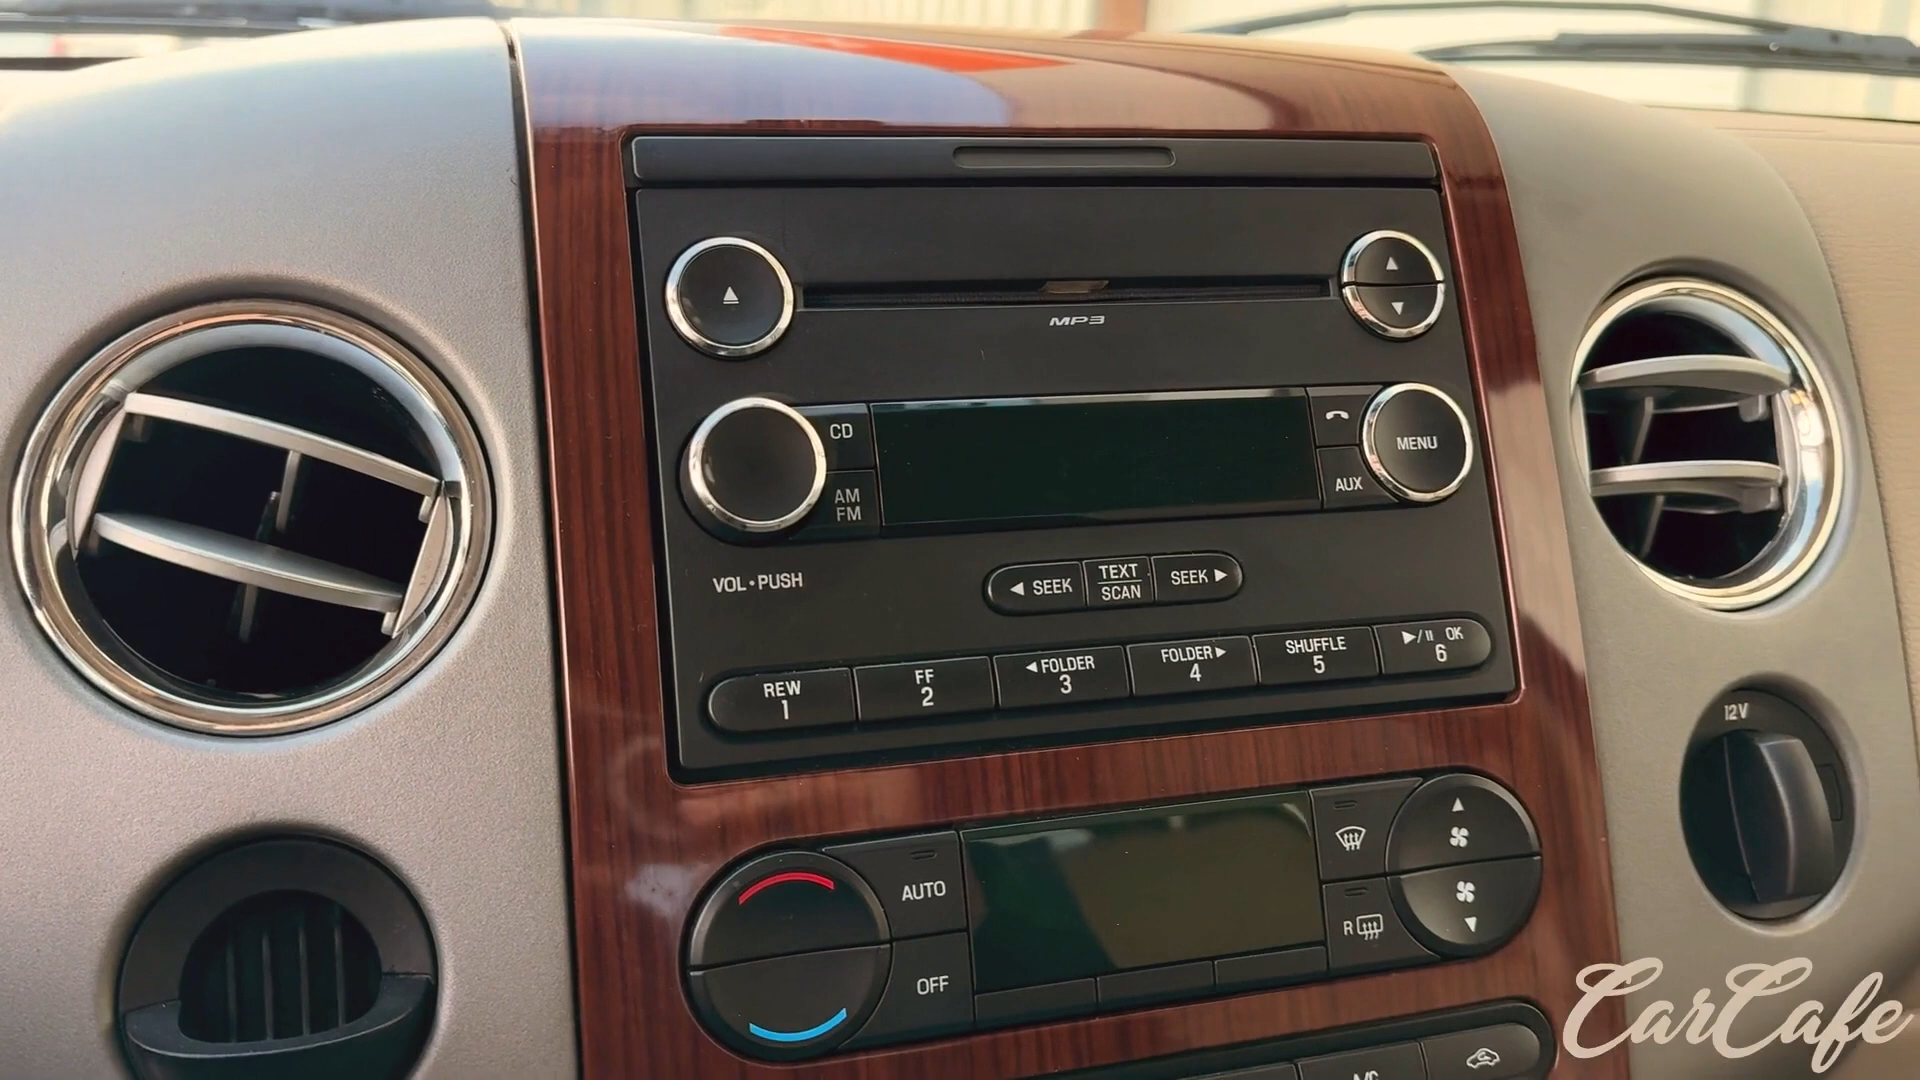 MP3
CD
AM
FM
MENU
AUX
VOL•PUSH
◀ SEEK
TEXT
SCAN
SEEK ▶
REW
1
FF
2
◀FOLDER
3
FOLDER▶
4
SHUFFLE
5
▶/II OK
6
12V
AUTO
R
OFF
A/C
CarCafe